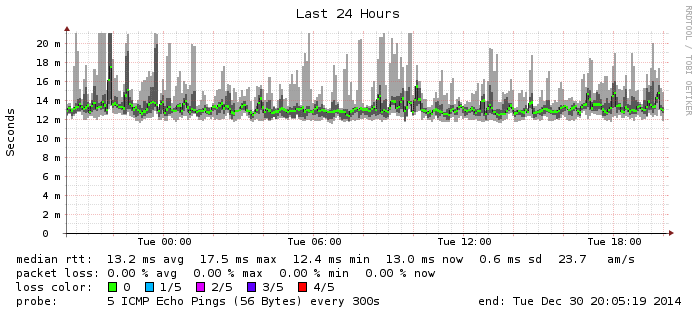 Last 24 Hours
RRDTOOL / TOBI OETIKER
Seconds
20 m
18 m
16 m
14 m
12 m
10 m
8 m
6 m
4 m
2 m
0
Tue 00:00 Tue 06:00 Tue 12:00 Tue 18:00
median rtt: 13.2 ms avg 17.5 ms max 12.4 ms min 13.0 ms now 0.6 ms sd 23.7 am/s
packet loss: 0.00 % avg 0.00 % max 0.00 % min 0.00 % now
loss color: 0 1/5 2/5 3/5 4/5
probe: 5 ICMP Echo Pings (56 Bytes) every 300s end: Tue Dec 30 20:05:19 2014